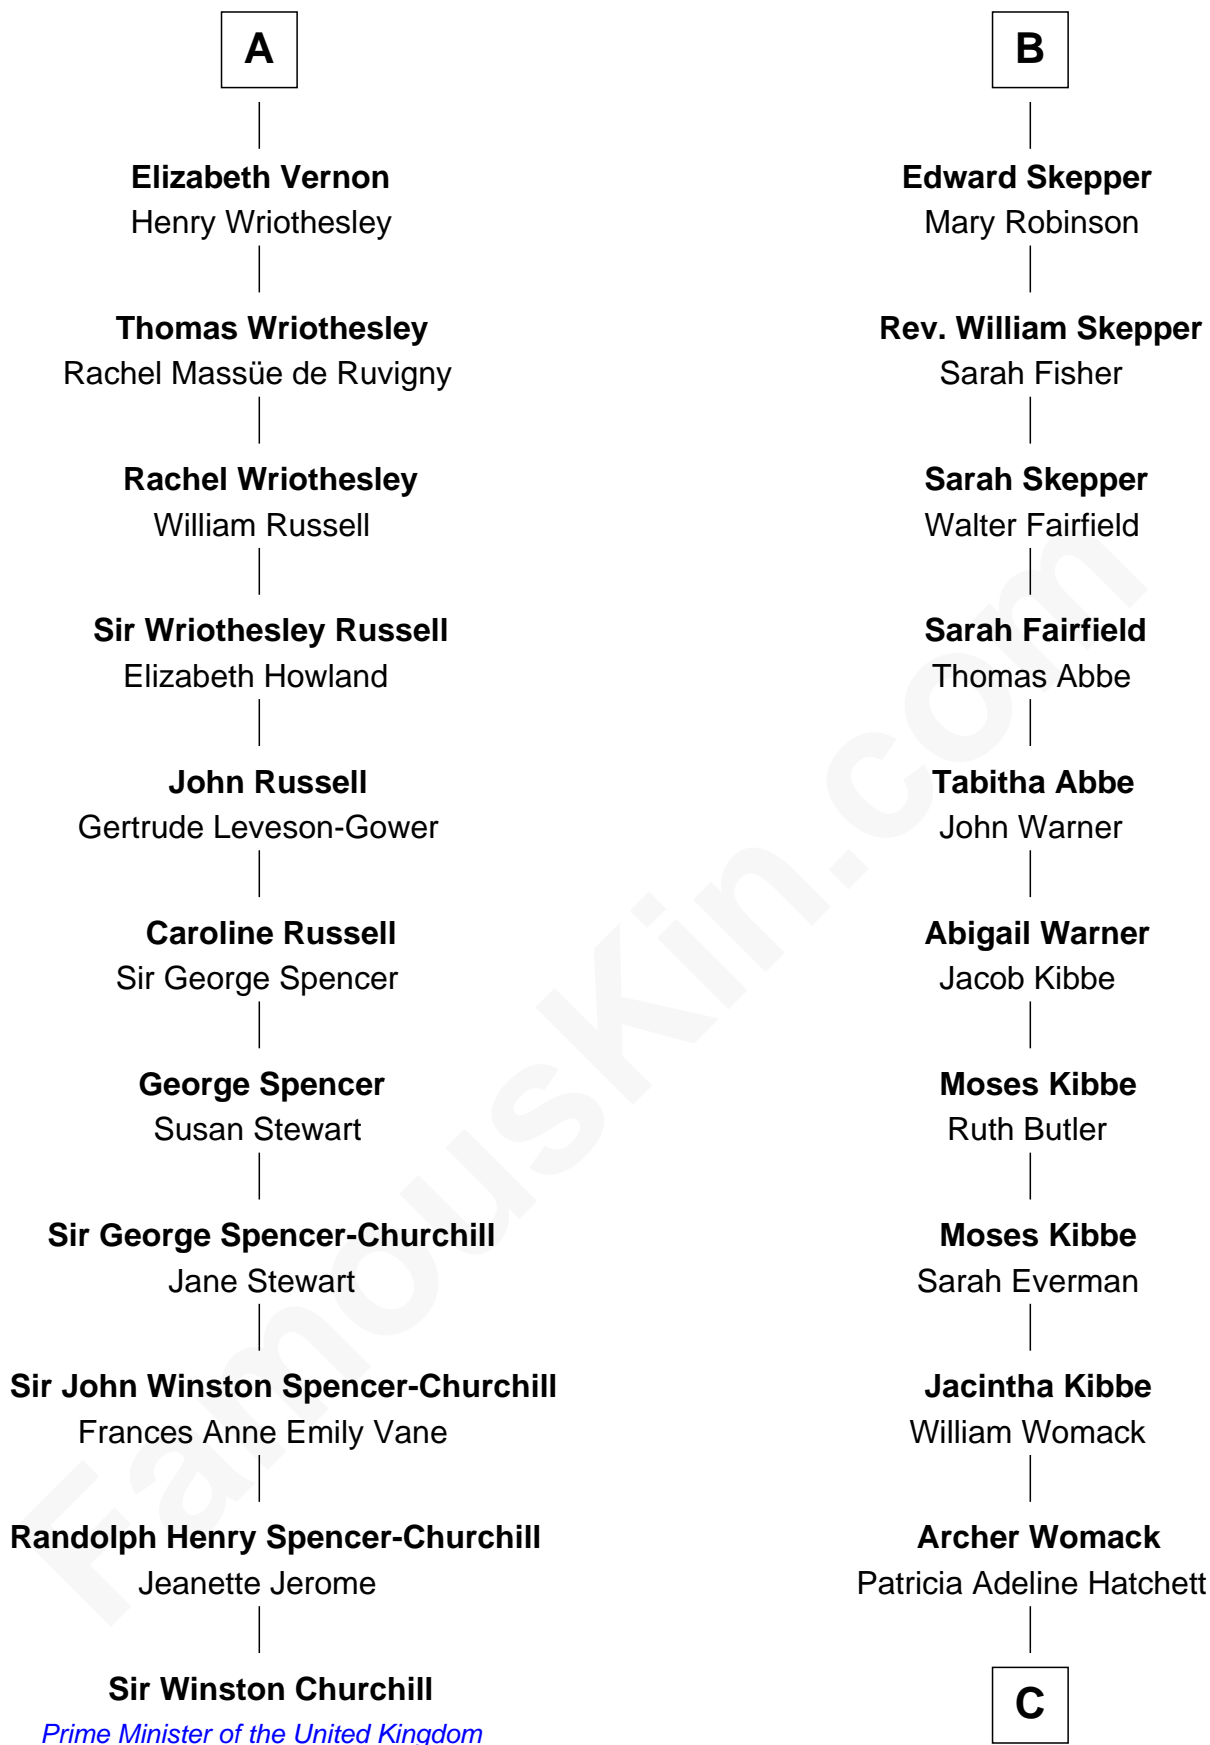 A
Elizabeth Vernon
Henry Wriothesley
Thomas Wriothesley
Rachel Massüe de Ruvigny
Rachel Wriothesley
William Russell
Sir Wriothesley Russell
Elizabeth Howland
John Russell
Gertrude Leveson-Gower
Caroline Russell
Sir George Spencer
George Spencer
Susan Stewart
Sir George Spencer-Churchill
Jane Stewart
Sir John Winston Spencer-Churchill
Frances Anne Emily Vane
Randolph Henry Spencer-Churchill
Jeanette Jerome
Sir Winston Churchill
Prime Minister of the United Kingdom
B
Edward Skepper
Mary Robinson
Rev. William Skepper
Sarah Fisher
Sarah Skepper
Walter Fairfield
Sarah Fairfield
Thomas Abbe
Tabitha Abbe
John Warner
Abigail Warner
Jacob Kibbe
Moses Kibbe
Ruth Butler
Moses Kibbe
Sarah Everman
Jacintha Kibbe
William Womack
Archer Womack
Patricia Adeline Hatchett
C
FamousKin.com